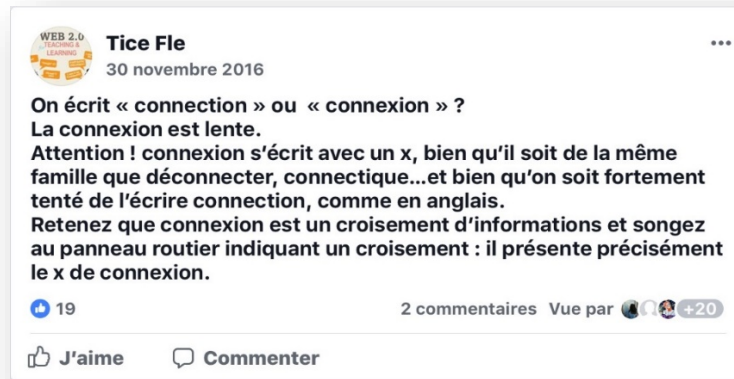 WEB 2.0
TEACHING &
LEARNING
Tice Fle
30 novembre 2016
On écrit « connection » ou « connexion » ?
La connexion est lente.
Attention ! connexion s’écrit avec un x, bien qu’il soit de la même
famille que déconnecter, connectique...et bien qu’on soit fortement
tenté de l’écrire connection, comme en anglais.
Retenez que connexion est un croisement d’informations et songez
au panneau routier indiquant un croisement : il présente précisément
le x de connexion.
19 2 commentaires Vue par +20
J’aime Commenter